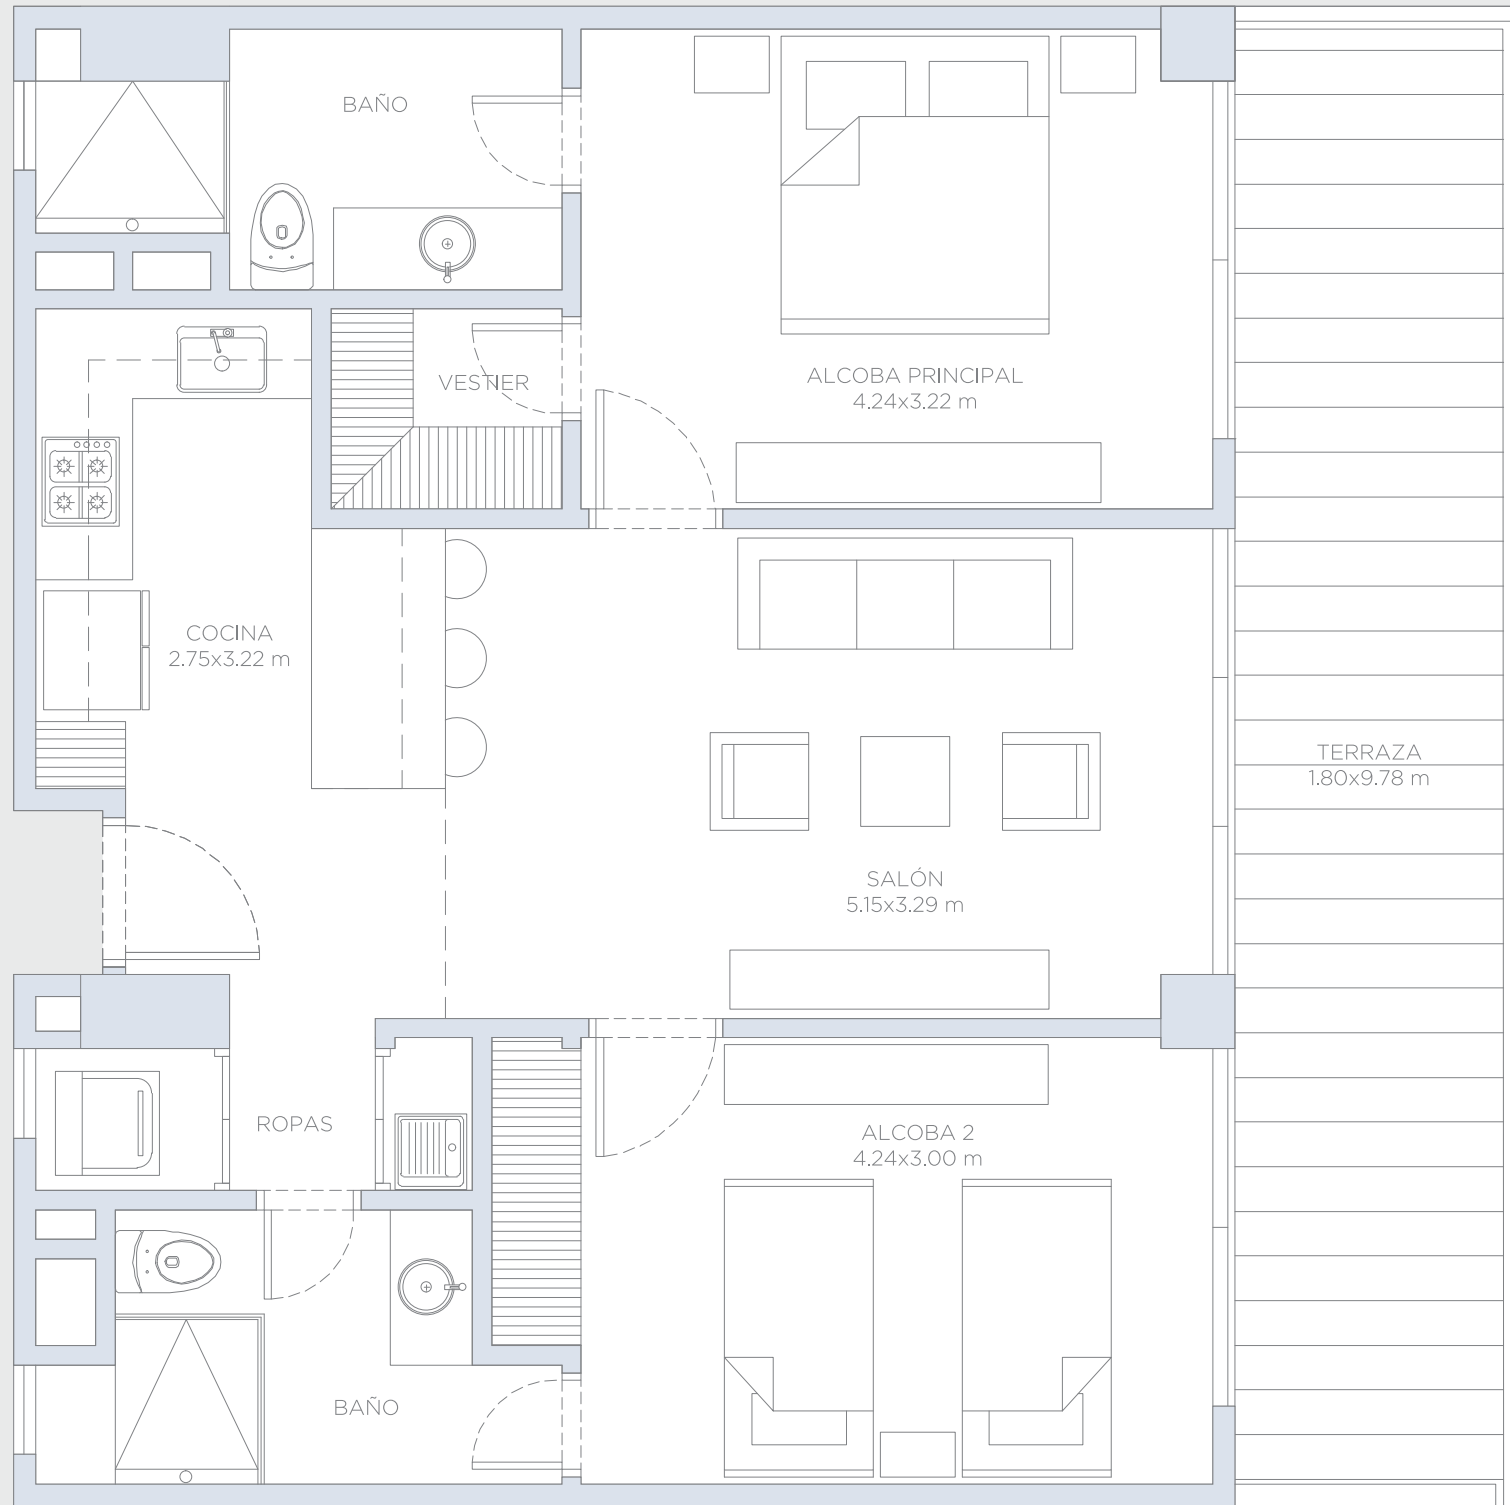 BAÑO
VESTIER
ALCOBA PRINCIPAL
4.24x3.22 m
COCINA
2.75x3.22 m
TERRAZA
1.80x9.78 m
SALÓN
5.15x3.29 m
ROPAS
ALCOBA 2
4.24x3.00 m
BAÑO